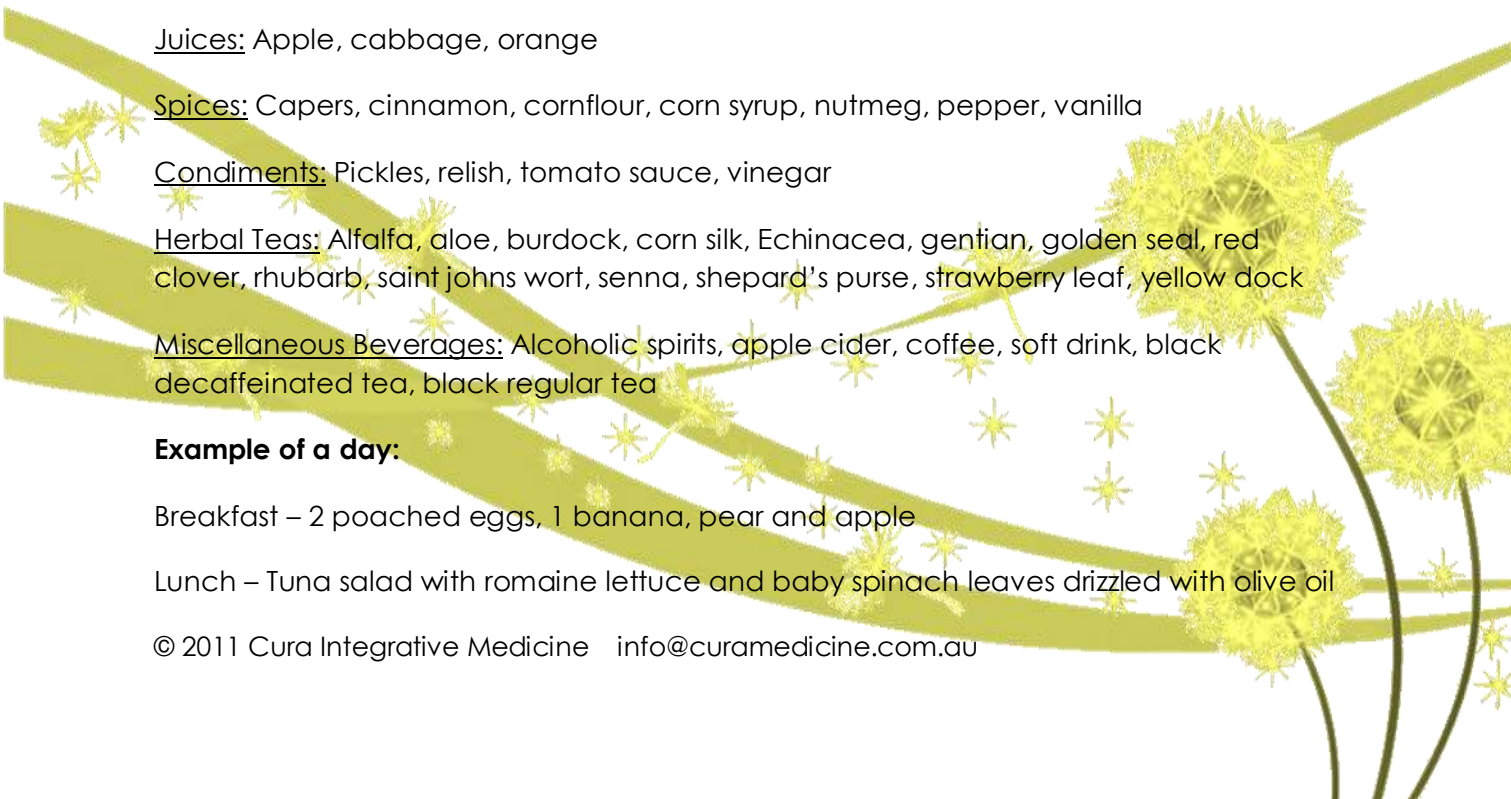 Juices: Apple, cabbage, orange
Spices: Capers, cinnamon, cornflour, corn syrup, nutmeg, pepper, vanilla
Condiments: Pickles, relish, tomato sauce, vinegar
Herbal Teas: Alfalfa, aloe, burdock, corn silk, Echinacea, gentian, golden seal, red
clover, rhubarb, saint johns wort, senna, shepard’s purse, strawberry leaf, yellow dock
Miscellaneous Beverages: Alcoholic spirits, apple cider, coffee, soft drink, black
decaffeinated tea, black regular tea
Example of a day:
Breakfast – 2 poached eggs, 1 banana, pear and apple
Lunch – Tuna salad with romaine lettuce and baby spinach leaves drizzled with olive oil
© 2011 Cura Integrative Medicine info@curamedicine.com.au